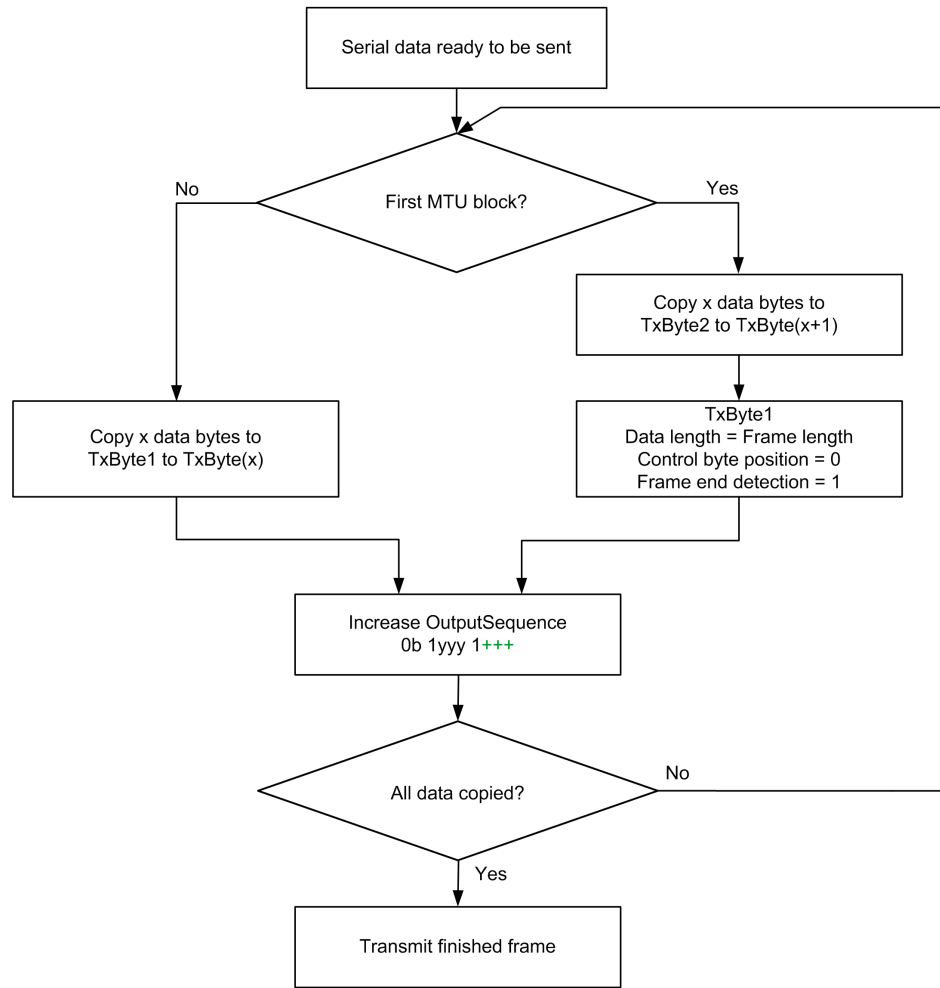 Serial data ready to be sent
First MTU block?
No
Yes
Copy x data bytes to
TxByte2 to TxByte(x+1)
Copy x data bytes to
TxByte1 to TxByte(x)
TxByte1
Data length = Frame length
Control byte position = 0
Frame end detection = 1
Increase OutputSequence
0b 1yyy 1+++
All data copied?
No
Yes
Transmit finished frame